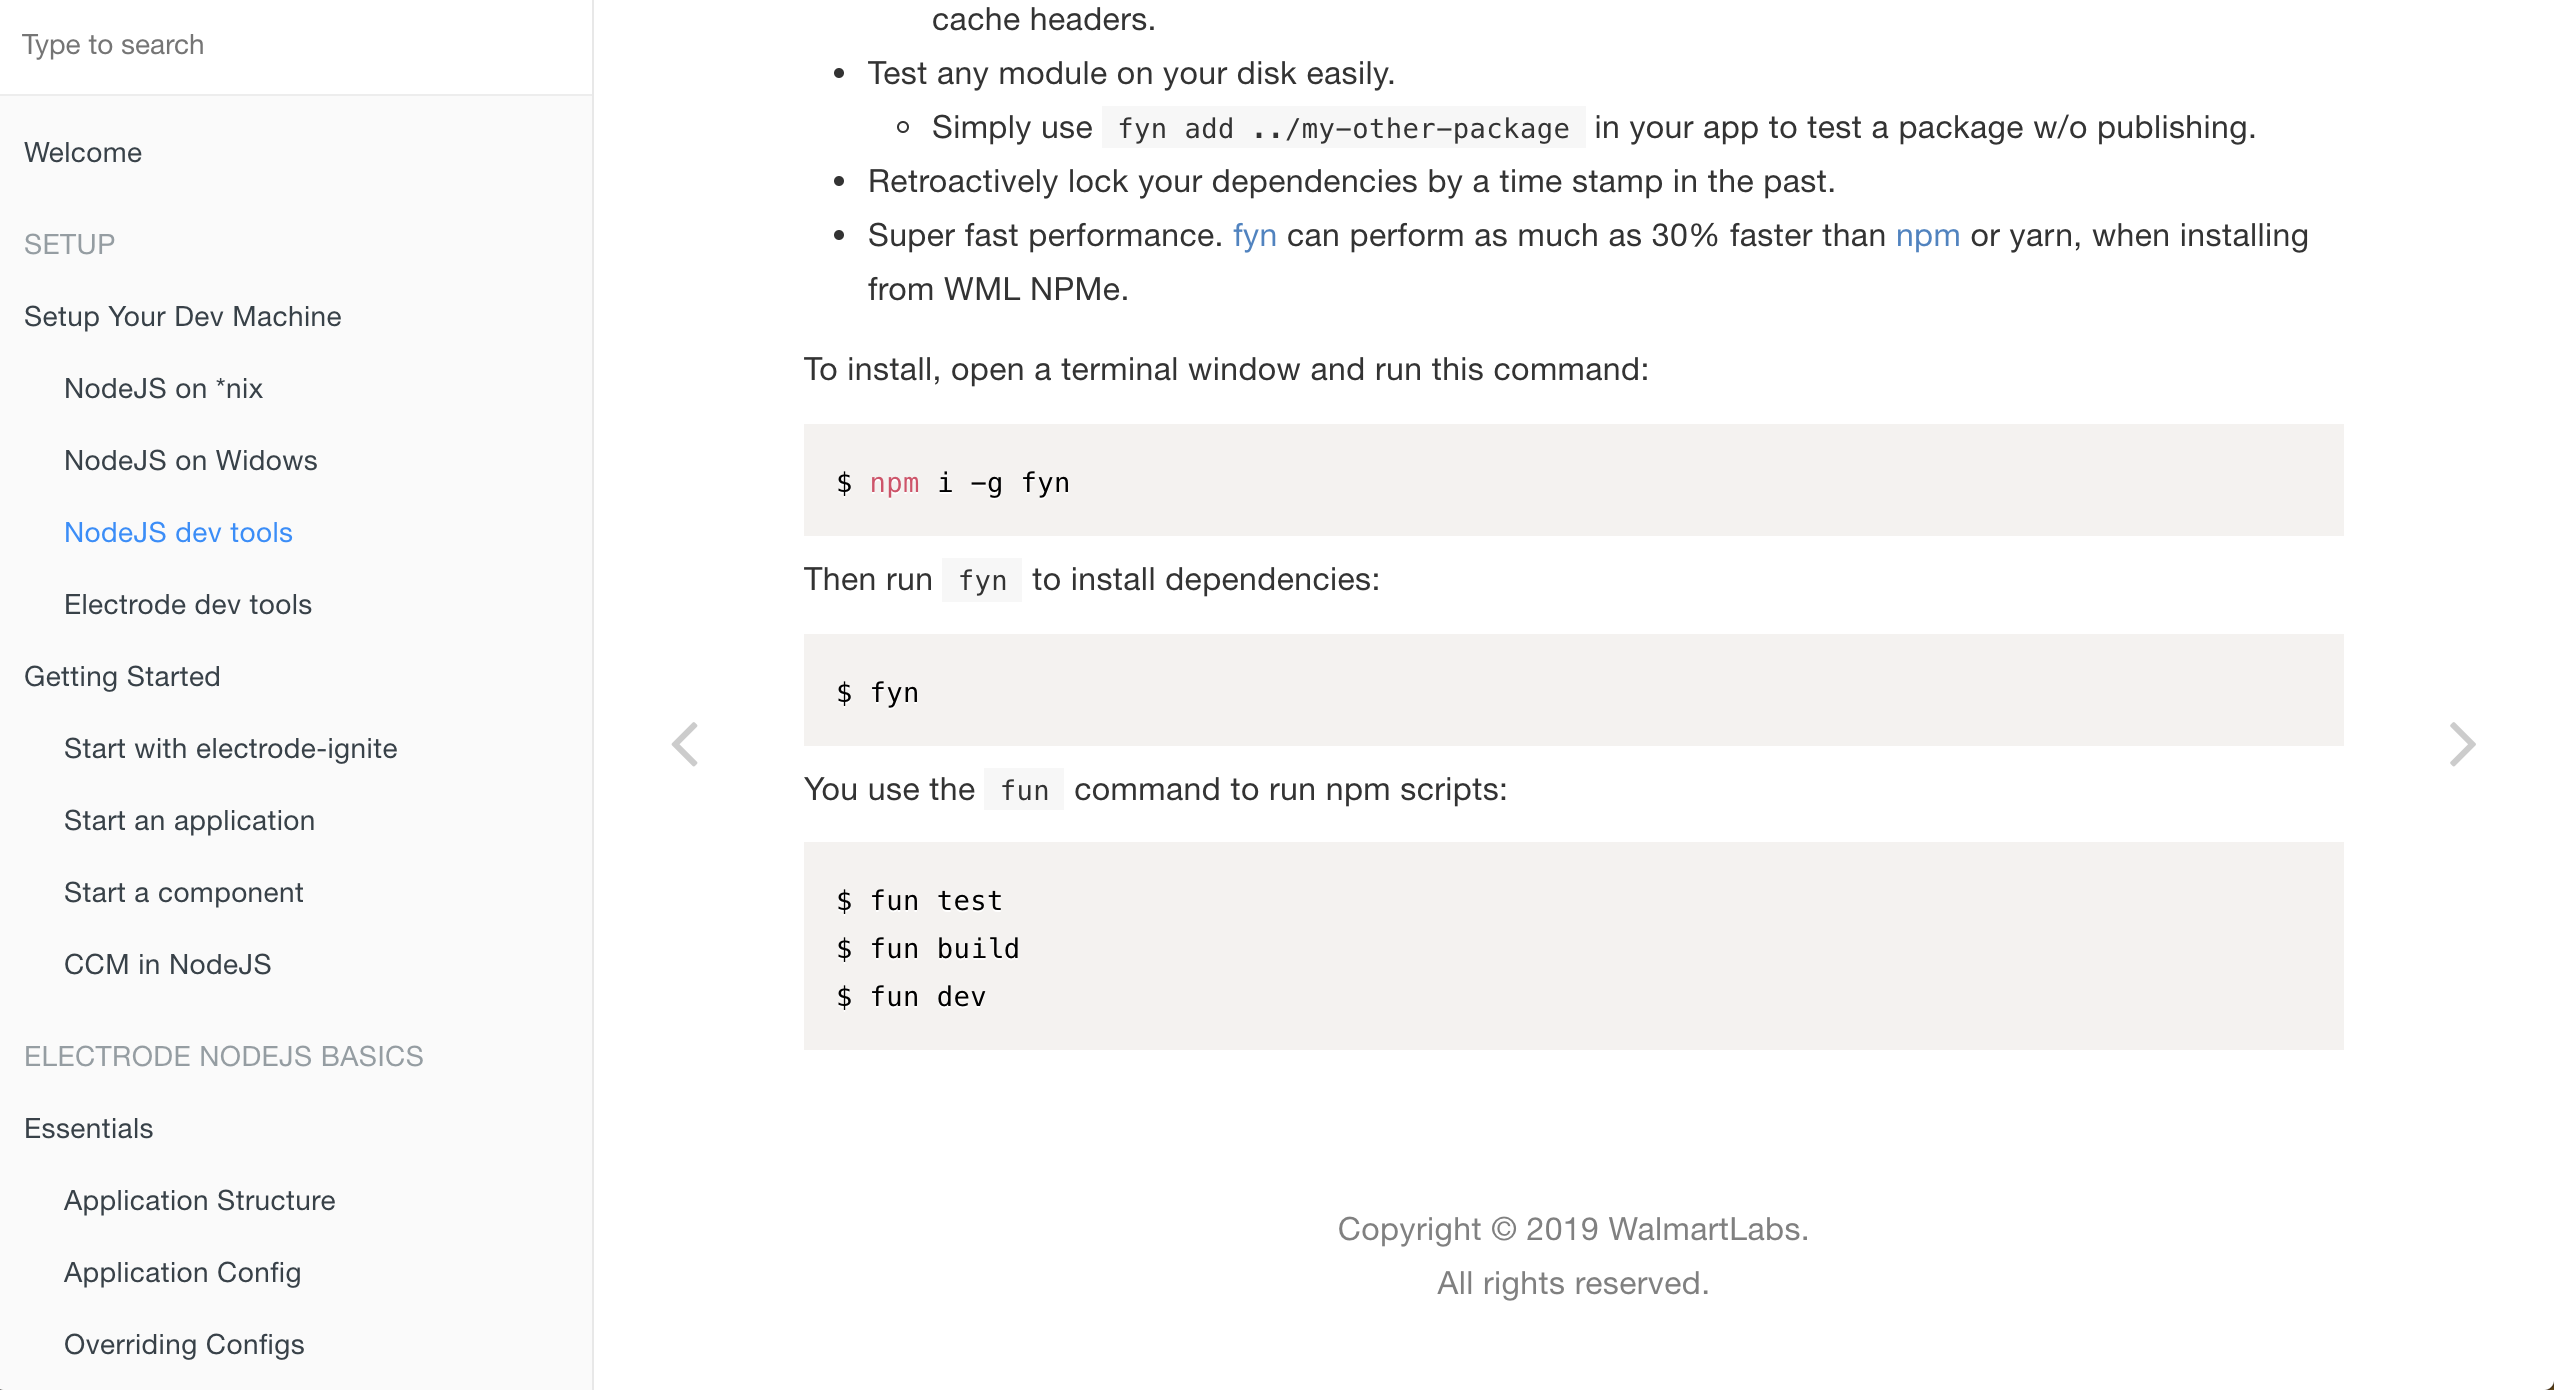 Type to search
Welcome
SETUP
Setup Your Dev Machine
NodeJS on *nix
NodeJS on Widows
NodeJS dev tools
Electrode dev tools
Getting Started
Start with electrode-ignite
Start an application
Start a component
CCM in NodeJS
ELECTRODE NODEJS BASICS
Essentials
Application Structure
Application Config
Overriding Configs
cache headers.
• Test any module on your disk easily.
◦ Simply use fyn add ../my-other-package in your app to test a package w/o publishing.
• Retroactively lock your dependencies by a time stamp in the past.
• Super fast performance. fyn can perform as much as 30% faster than npm or yarn, when installing
from WML NPMe.
To install, open a terminal window and run this command:
$ npm i -g fyn
Then run fyn to install dependencies:
$ fyn
You use the fun command to run npm scripts:
$ fun test
$ fun build
$ fun dev
Copyright © 2019 WalmartLabs.
All rights reserved.